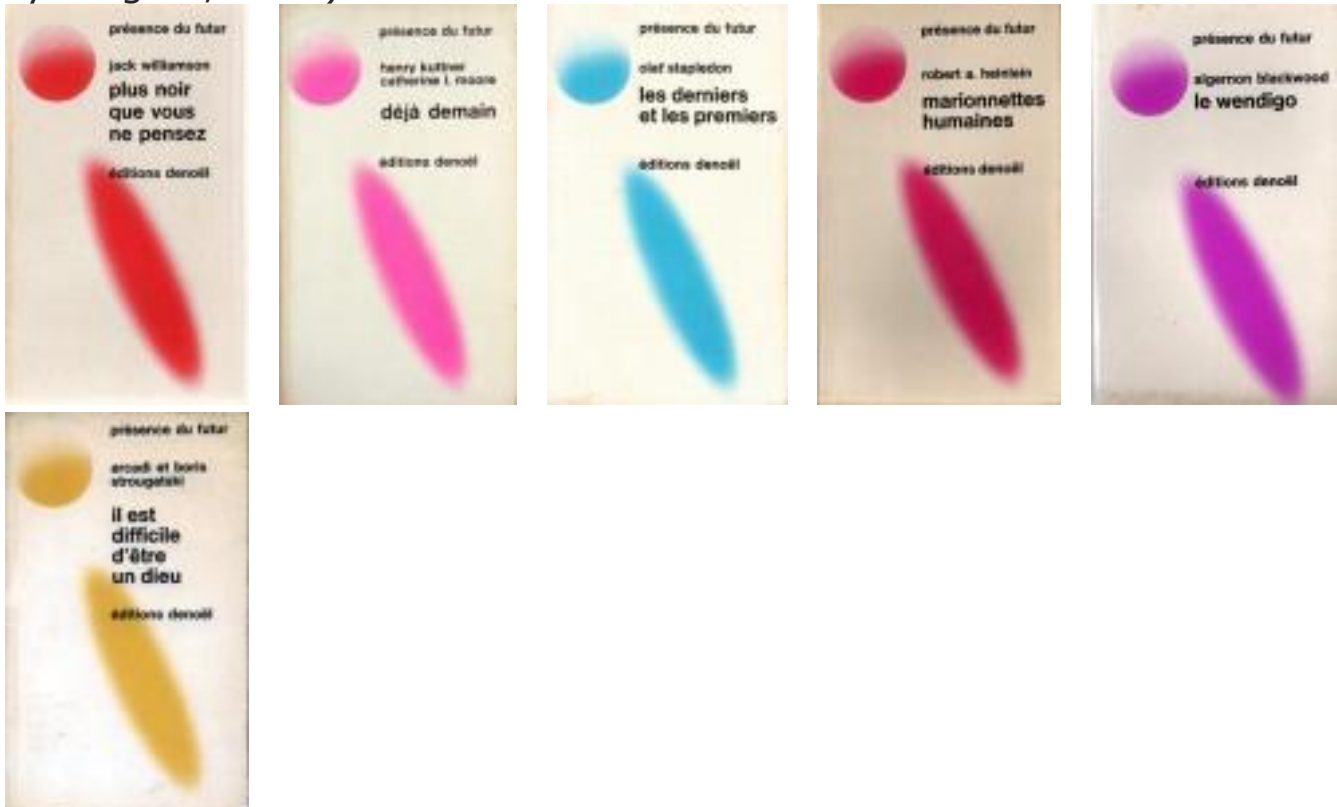 présence du futur
jack williamson
plus noir
que vous
ne pensez
éditions denoël
présence du futur
henry kuttner
catherine l. moore
déjà demain
éditions denoël
présence du futur
olaf stapledon
les derniers
et les premiers
éditions denoël
présence du futur
robert a. heinlein
marionnettes
humaines
éditions denoël
présence du futur
algernon blackwood
le wendigo
éditions denoël
présence du futur
arcadi et boris
strougatski
il est
difficile
d'être
un dieu
éditions denoël